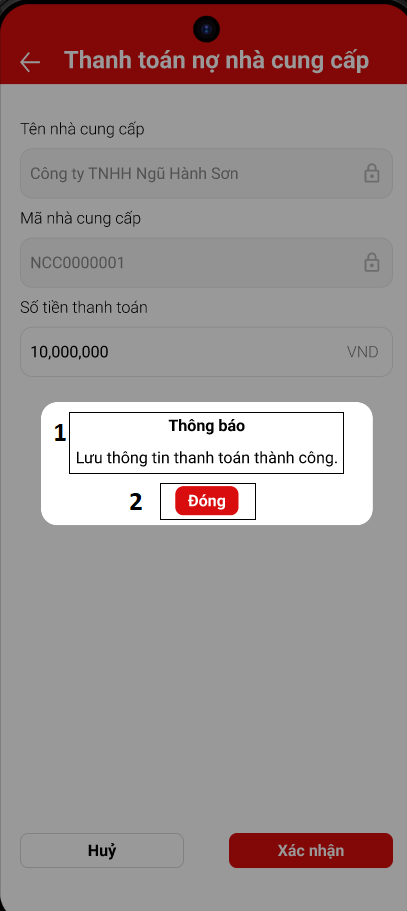 Thanh toán nợ nhà cung cấp
Tên nhà cung cấp
Công ty TNHH Ngũ Hành Sơn
Mã nhà cung cấp
NCC0000001
Số tiền thanh toán
10,000,000 VND
1 Thông báo
Lưu thông tin thanh toán thành công.
2 Đóng
Huỷ Xác nhận